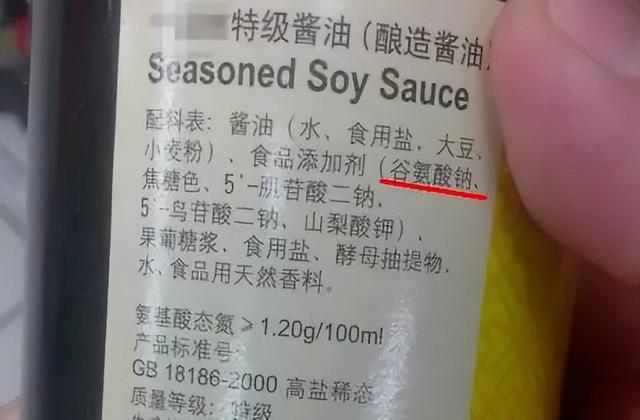 特级酱油（酿造酱油）
Seasoned Soy Sauce
配料表：酱油（水、食用盐、大豆、
小麦粉）、食品添加剂（谷氨酸钠、
焦糖色、5′-肌苷酸二钠、
5′-鸟苷酸二钠、山梨酸钾）、
果葡糖浆、食用盐、酵母抽提物、
水、食品用天然香料。
氨基酸态氮≥1.20g/100ml
产品标准号：
GB 18186-2000 高盐稀态
质量等级：特级